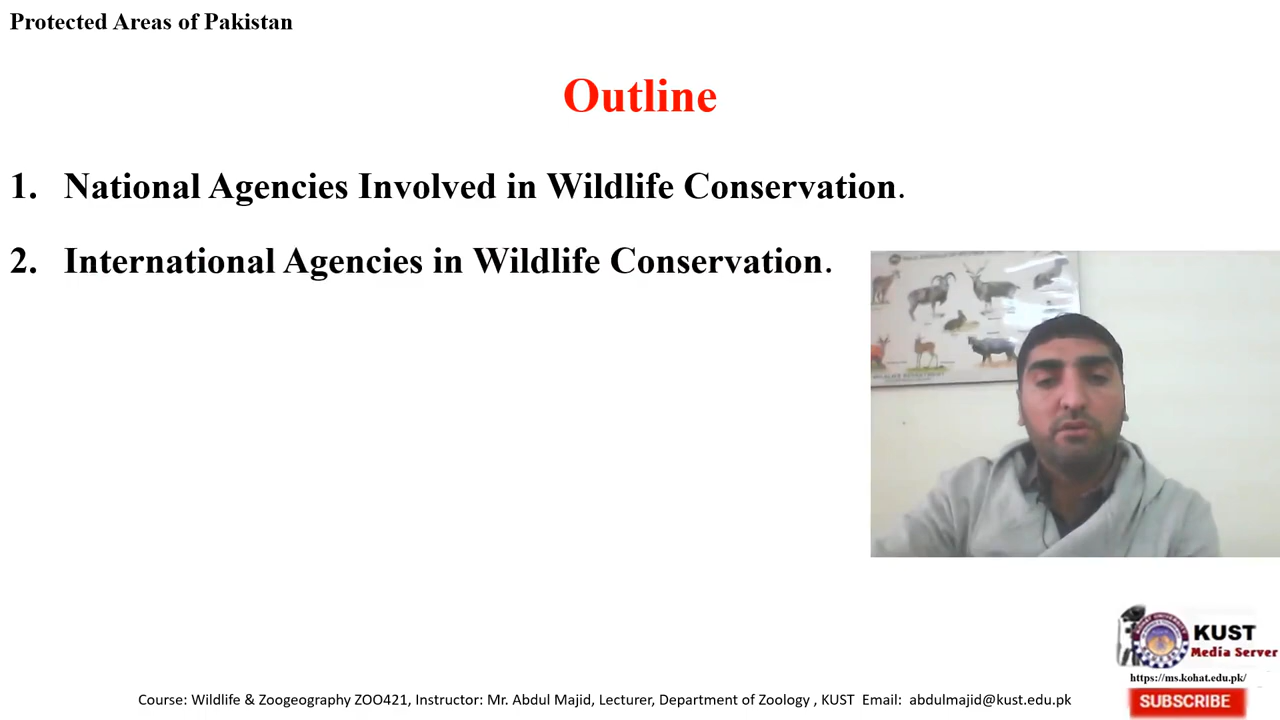 Protected Areas of Pakistan
Outline
1. National Agencies Involved in Wildlife Conservation.
2. International Agencies in Wildlife Conservation.
KUST
Media Server
https://ms.kohat.edu.pk/
SUBSCRIBE
Course: Wildlife & Zoogeography ZOO421, Instructor: Mr. Abdul Majid, Lecturer, Department of Zoology , KUST Email: abdulmajid@kust.edu.pk